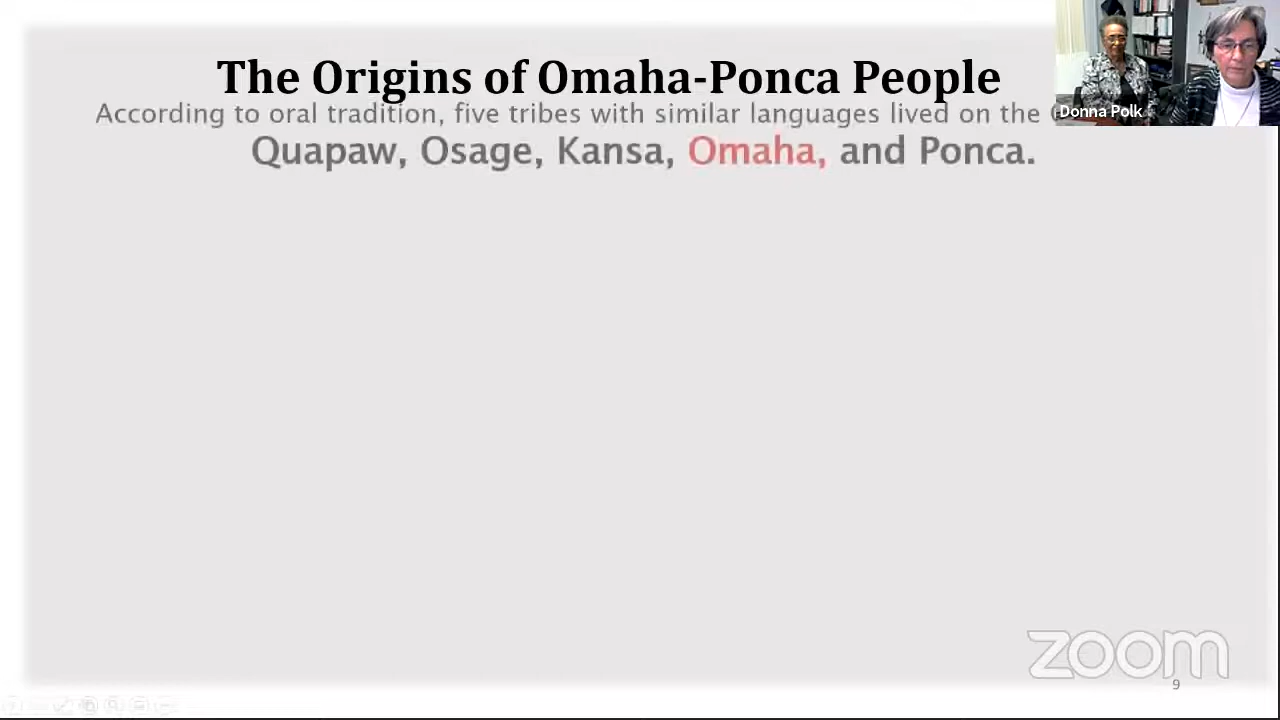 The Origins of Omaha-Ponca People
According to oral tradition, five tribes with similar languages lived on the
Quapaw, Osage, Kansa, Omaha, and Ponca.
Donna Polk
zoom
9